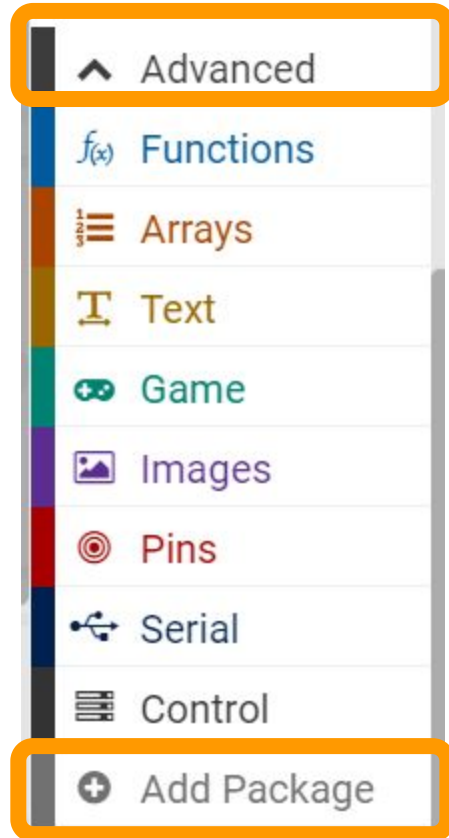 Advanced
f(x) Functions
Arrays
Text
Game
Images
Pins
Serial
Control
Add Package